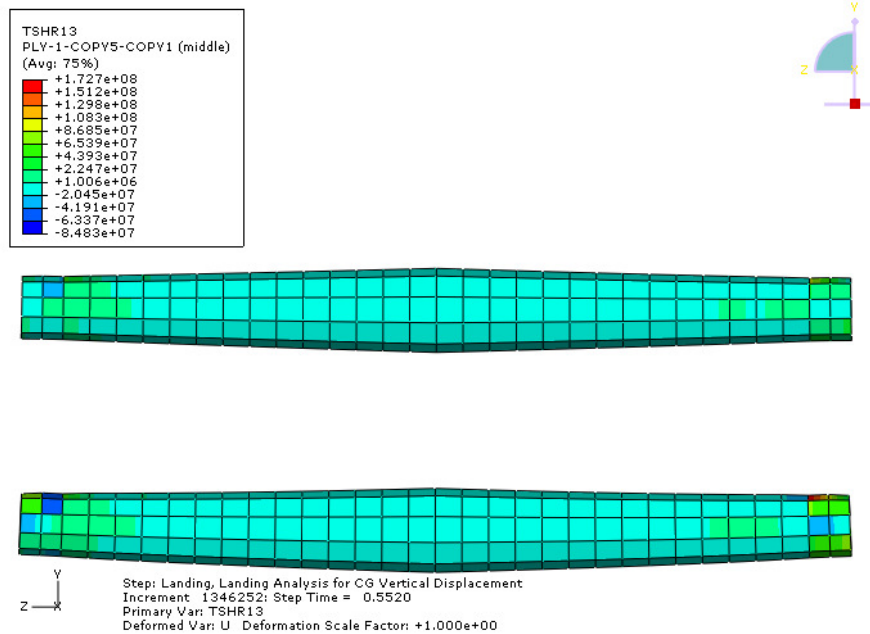 TSHR13
PLY-1-COPY5-COPY1 (middle)
(Avg: 75%)
+1.727e+08
+1.512e+08
+1.298e+08
+1.083e+08
+8.685e+07
+6.539e+07
+4.393e+07
+2.247e+07
+1.006e+06
-2.045e+07
-4.191e+07
-6.337e+07
-8.483e+07
Y
Z
X
Y
Z
X
Step: Landing, Landing Analysis for CG Vertical Displacement
Increment 1346252: Step Time = 0.5520
Primary Var: TSHR13
Deformed Var: U Deformation Scale Factor: +1.000e+00